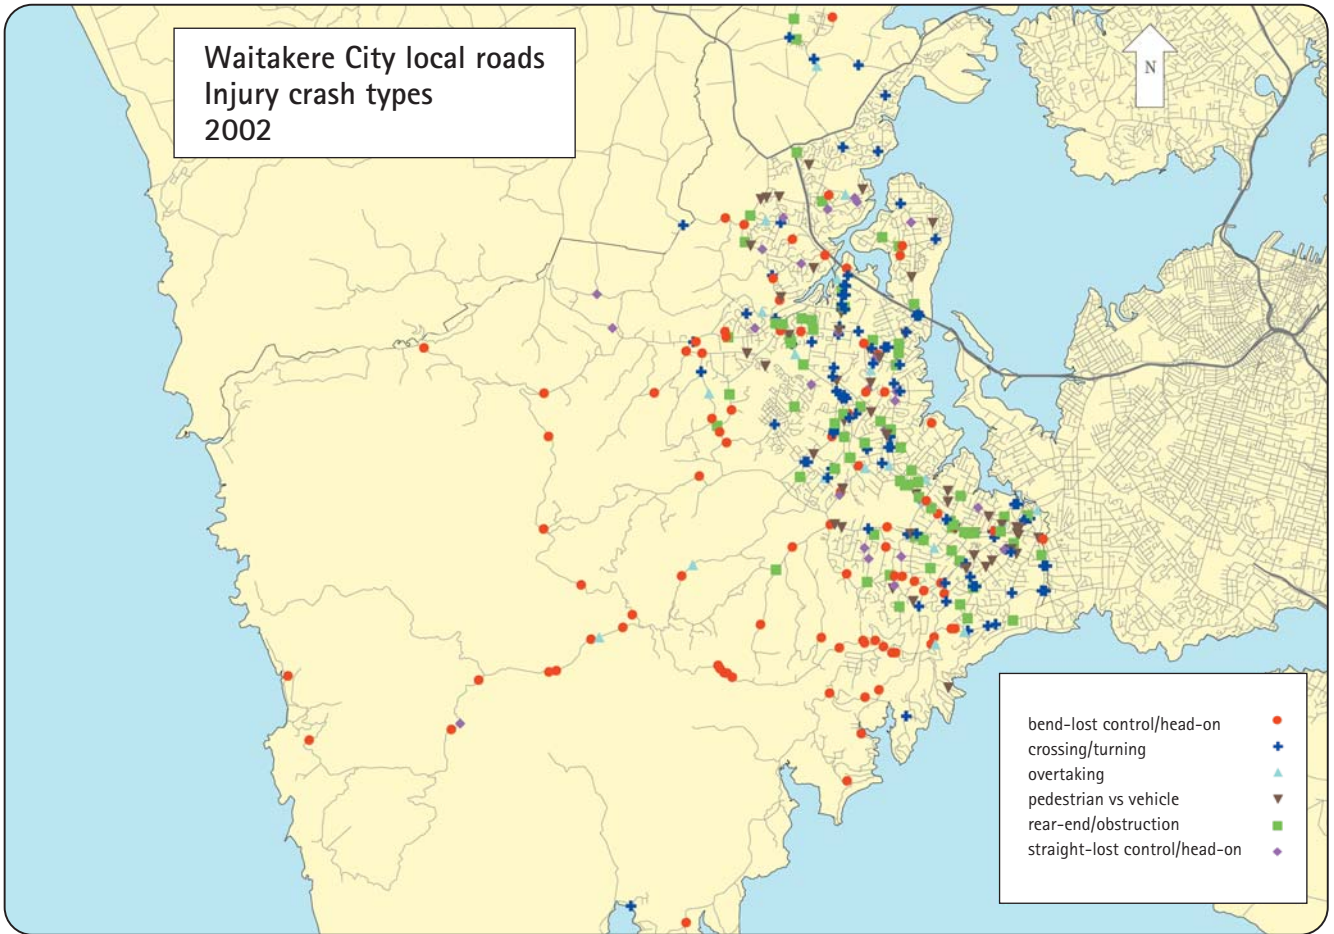 Waitakere City local roads
Injury crash types
2002
N
bend-lost control/head-on
crossing/turning
overtaking
pedestrian vs vehicle
rear-end/obstruction
straight-lost control/head-on